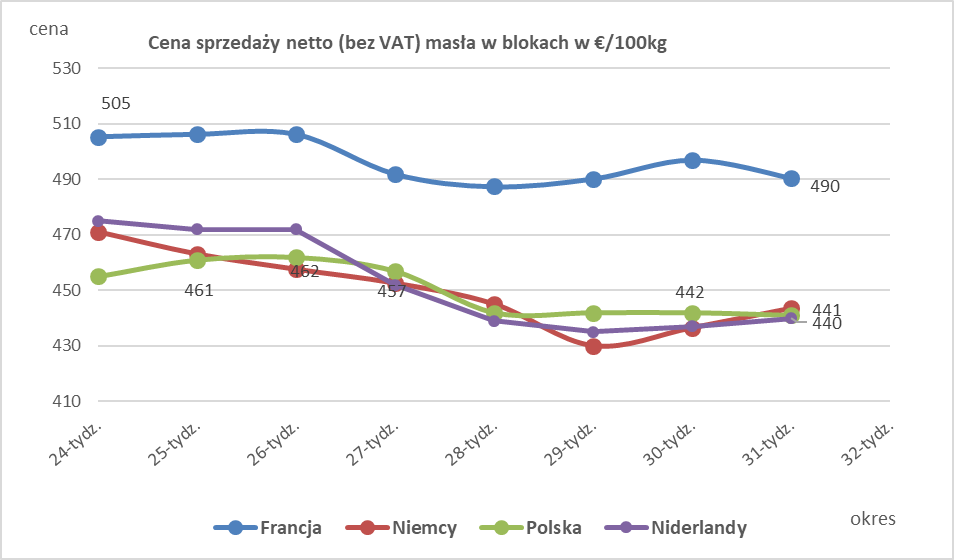 cena
Cena sprzedaży netto (bez VAT) masła w blokach w €/100kg
530
505
510
490
490
470
462
450
461
457
442
441
440
430
410
24-tydz.
25-tydz.
26-tydz.
27-tydz.
28-tydz.
29-tydz.
30-tydz.
31-tydz.
32-tydz.
okres
Francja
Niemcy
Polska
Niderlandy